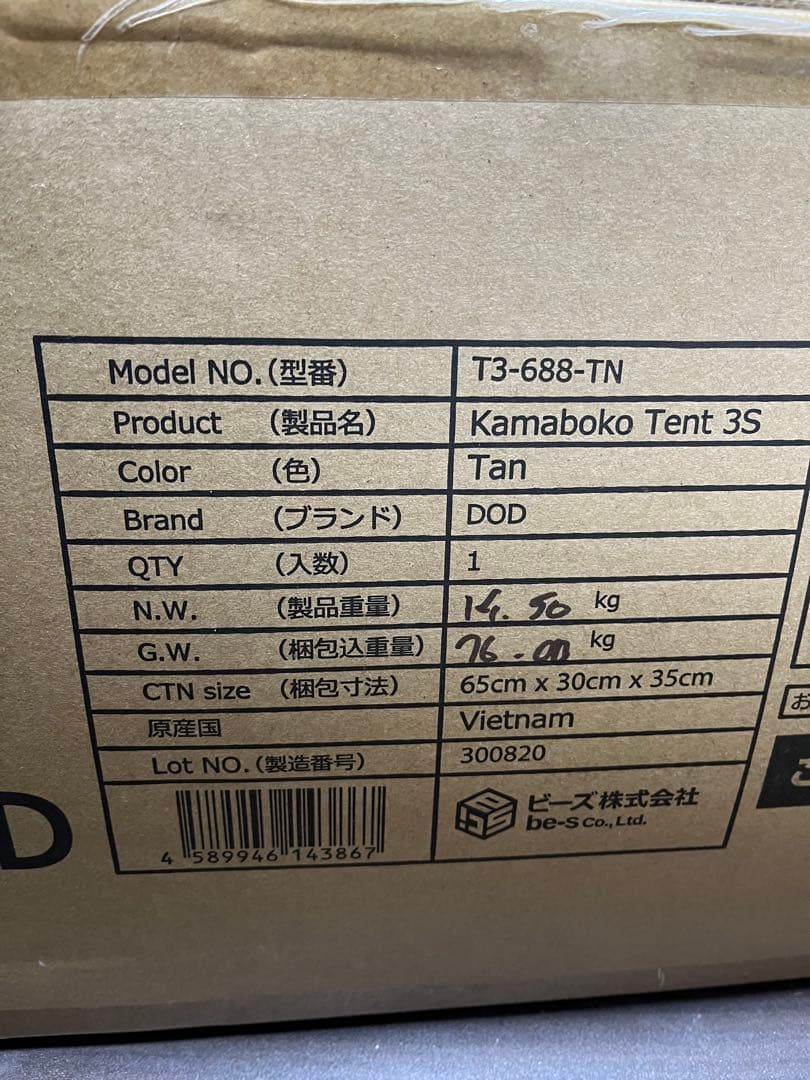 Model NO.(型番) T3-688-TN
Product (製品名) Kamaboko Tent 3S
Color (色) Tan
Brand (ブランド) DOD
QTY (入数) 1
N.W. (製品重量) 14.50 kg
G.W. (梱包込重量) 16.00 kg
CTN size (梱包寸法) 65cm x 30cm x 35cm
原産国 Vietnam
Lot NO.(製造番号) 300820
4 589946 143867
ビーズ株式会社
be-s Co.,Ltd.
D
お